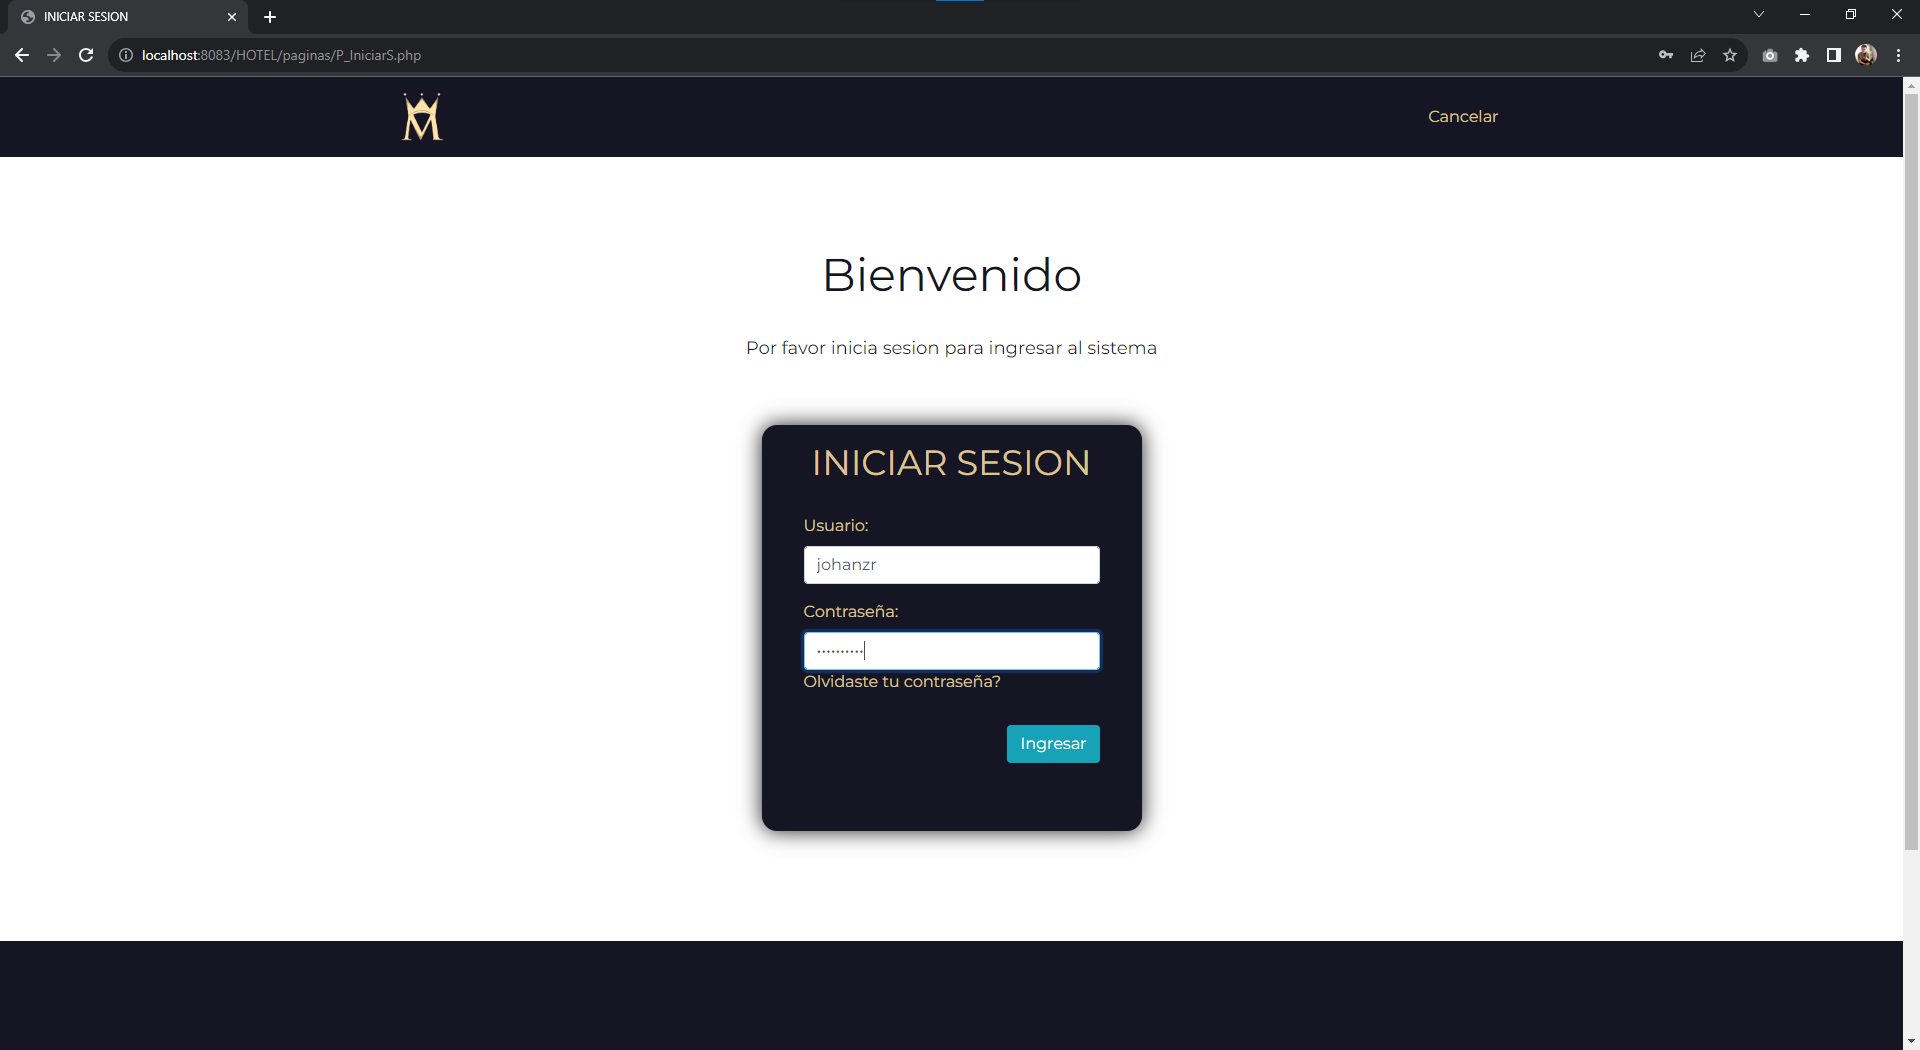 INICIAR SESION
localhost:8083/HOTEL/paginas/P_IniciarS.php
M
Cancelar
Bienvenido
Por favor inicia sesion para ingresar al sistema
INICIAR SESION
Usuario:
johanzr
Contraseña:
Olvidaste tu contraseña?
Ingresar